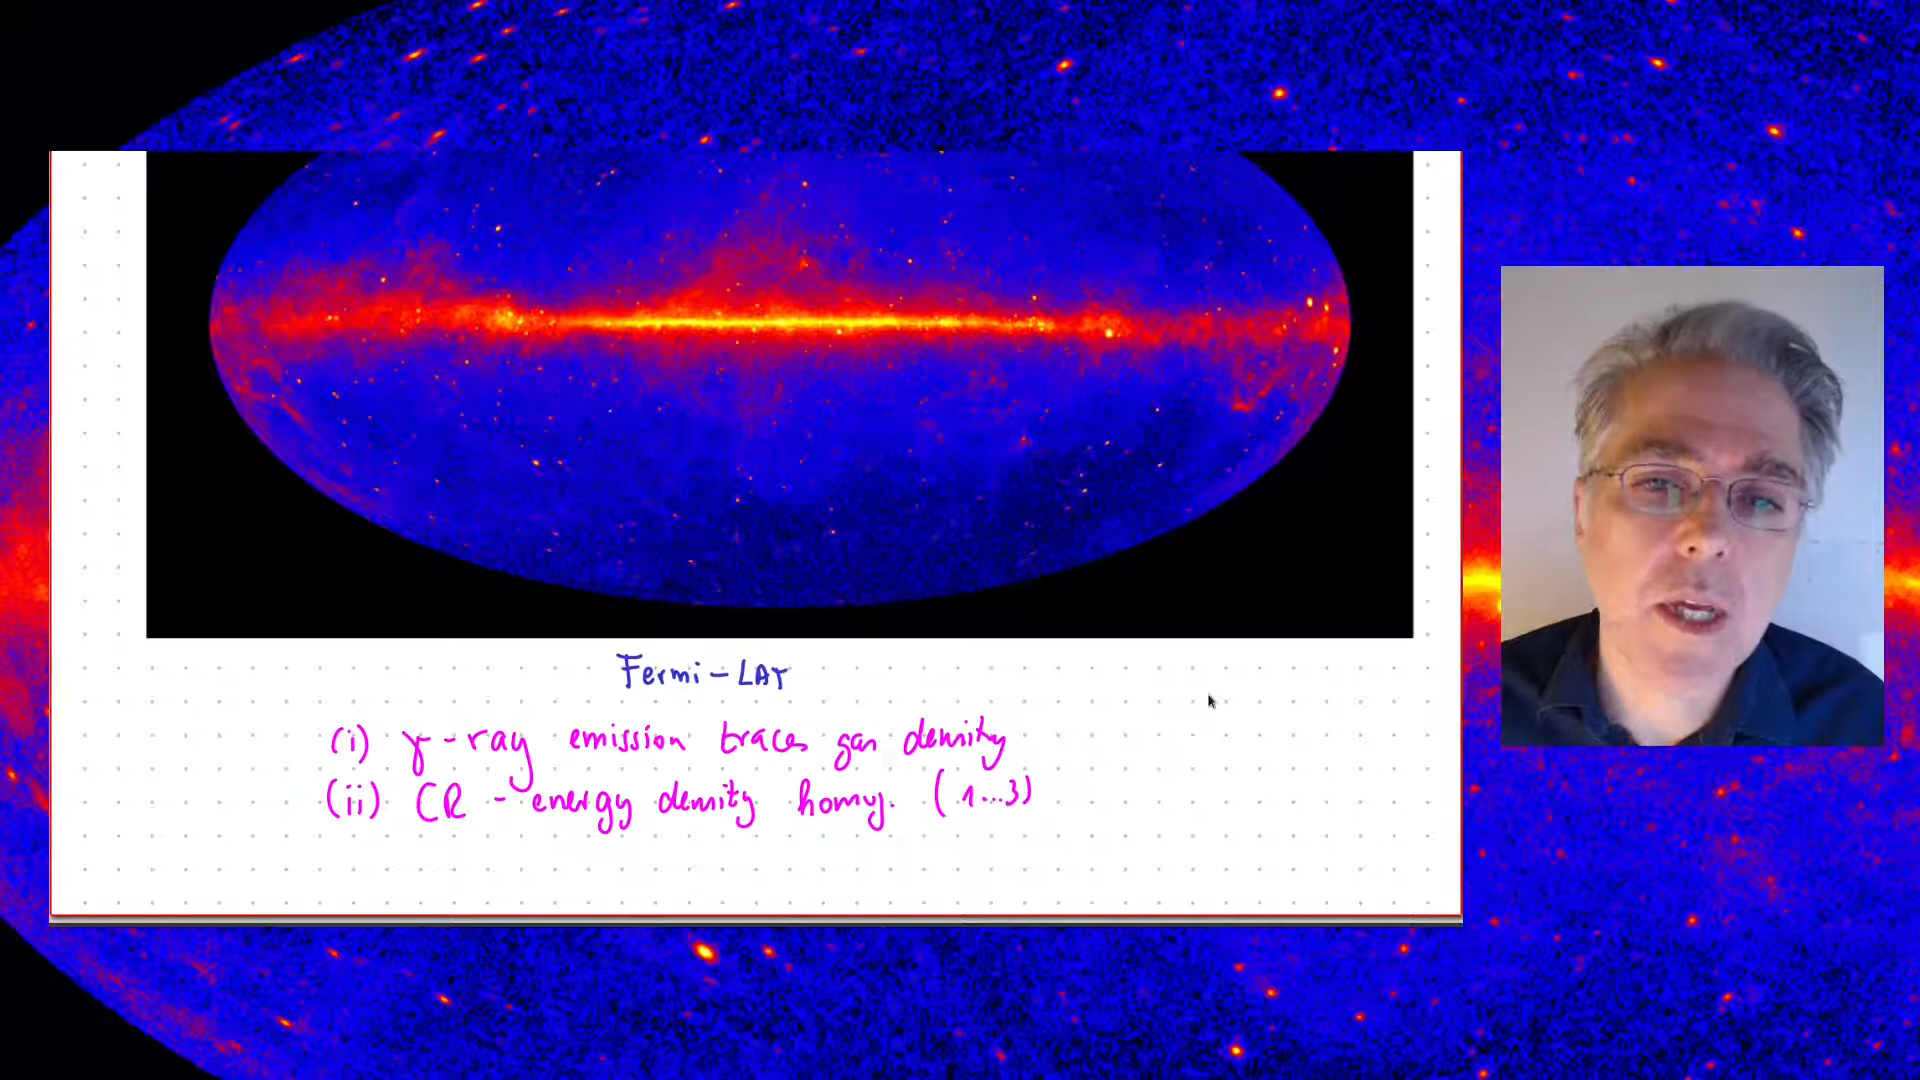 Fermi-LAT
(i) γ-ray emission traces gas density
(ii) CR - energy density homog. (1...3)